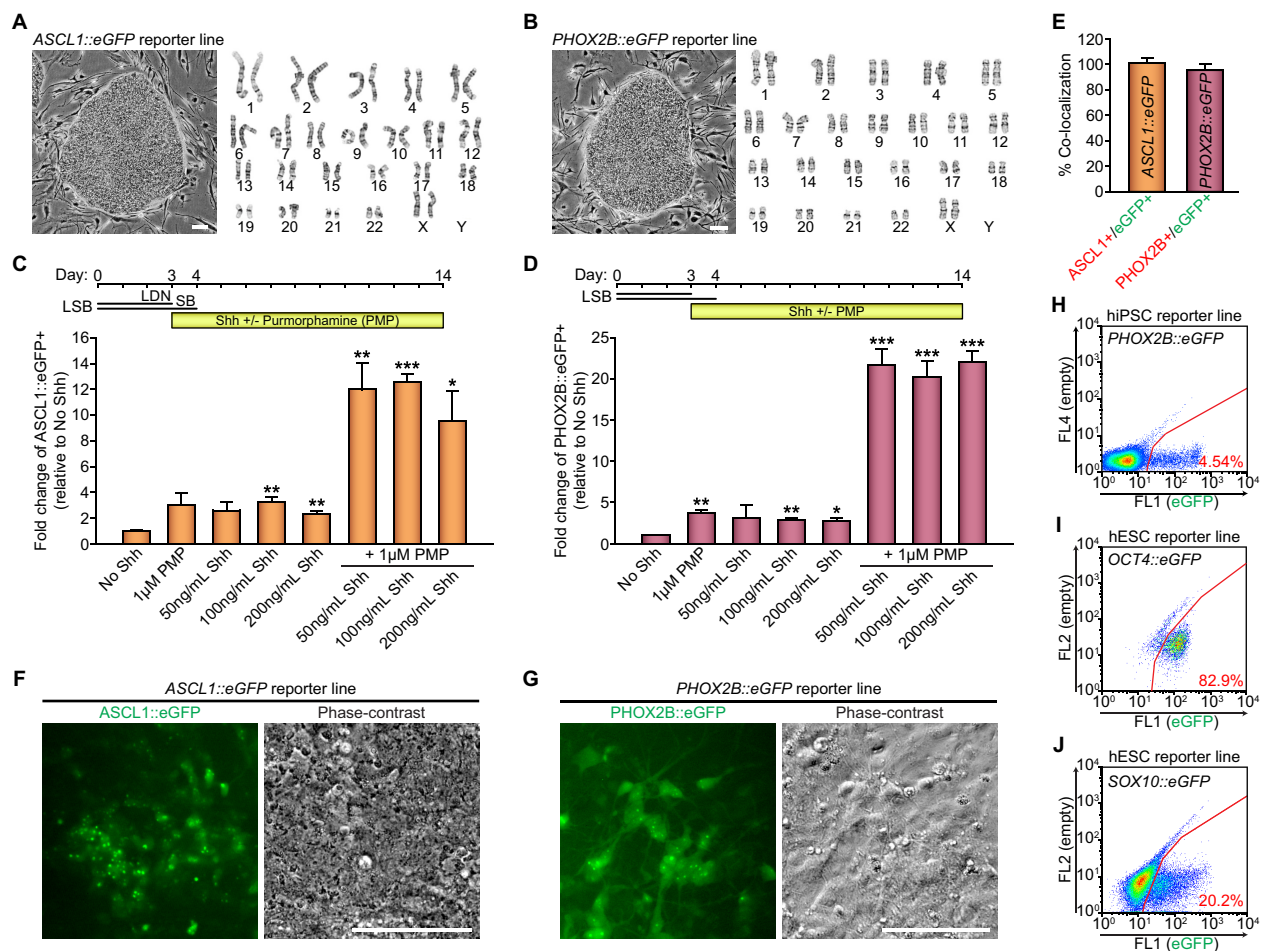 A
ASCL1::eGFP reporter line
1 2 3 4 5
6 7 8 9 10 11 12
13 14 15 16 17 18
19 20 21 22 X Y
B
PHOX2B::eGFP reporter line
1 2 3 4 5
6 7 8 9 10 11 12
13 14 15 16 17 18
19 20 21 22 X Y
E
% Co-localization
120
100
80
60
40
20
0
ASCL1::eGFP
PHOX2B::eGFP
ASCL1+/eGFP+
PHOX2B+/eGFP+
C
Day: 0 3 4 14
LDN
SB
LSB
Shh +/- Purmorphamine (PMP)
Fold change of ASCL1::eGFP+
(relative to No Shh)
16
14
12
10
8
6
4
2
0
** ** ** *** *
No Shh
1µM PMP
50ng/mL Shh
100ng/mL Shh
200ng/mL Shh
+ 1µM PMP
50ng/mL Shh
100ng/mL Shh
200ng/mL Shh
D
Day: 0 3 4 14
LSB
Shh +/- PMP
Fold change of PHOX2B::eGFP+
(relative to No Shh)
25
20
15
10
5
0
** ** * *** *** ***
No Shh
1µM PMP
50ng/mL Shh
100ng/mL Shh
200ng/mL Shh
+ 1µM PMP
50ng/mL Shh
100ng/mL Shh
200ng/mL Shh
F
ASCL1::eGFP reporter line
ASCL1::eGFP Phase-contrast
G
PHOX2B::eGFP reporter line
PHOX2B::eGFP Phase-contrast
H
hiPSC reporter line
PHOX2B::eGFP
FL4 (empty)
10⁴
10³
10²
10¹
10⁰
4.54%
10⁰ 10¹ 10² 10³ 10⁴
FL1 (eGFP)
I
hESC reporter line
OCT4::eGFP
FL2 (empty)
10⁴
10³
10²
10¹
10⁰
82.9%
10⁰ 10¹ 10² 10³ 10⁴
FL1 (eGFP)
J
hESC reporter line
SOX10::eGFP
FL2 (empty)
10⁴
10³
10²
10¹
10⁰
20.2%
10⁰ 10¹ 10² 10³ 10⁴
FL1 (eGFP)